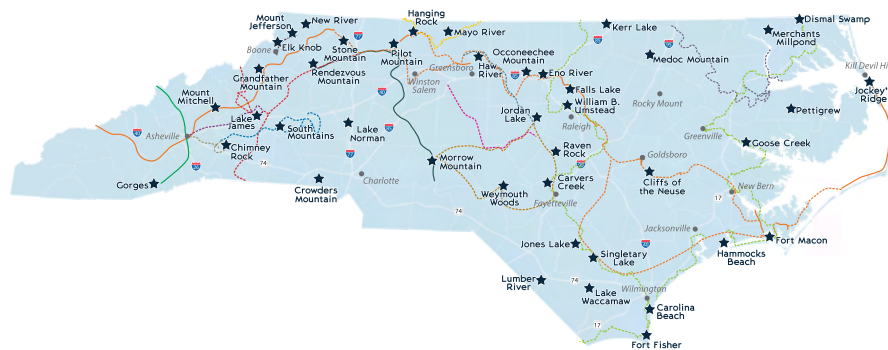 Hanging
Rock
Mount
Jefferson
New River
Kerr Lake
Dismal Swamp
Mayo River
Merchants
Millpond
Boone
Elk Knob
Stone
Mountain
Pilot
Mountain
Occoneechee
Mountain
Medoc Mountain
Haw
River
Eno River
Greensboro
Kill Devil Hi
Grandfather
Mountain
Rendezvous
Mountain
Winston
Salem
Falls Lake
Jockey'
Ridge
Mount
Mitchell
William B.
Umstead
Rocky Mount
Pettigrew
Lake
James
South
Mountains
Lake
Norman
Jordan
Lake
Raleigh
Greenville
Asheville
Chimney
Rock
Goose Creek
74
Morrow
Mountain
Raven
Rock
Goldsboro
Gorges
Crowders
Mountain
Charlotte
Weymouth
Woods
Carvers
Creek
Cliffs of
the Neuse
New Bern
Fayetteville
17
74
Jacksonville
Jones Lake
Singletary
Lake
Hammocks
Beach
Fort Macon
Lumber
River
74
Lake
Waccamaw
Wilmington
Carolina
Beach
17
Fort Fisher